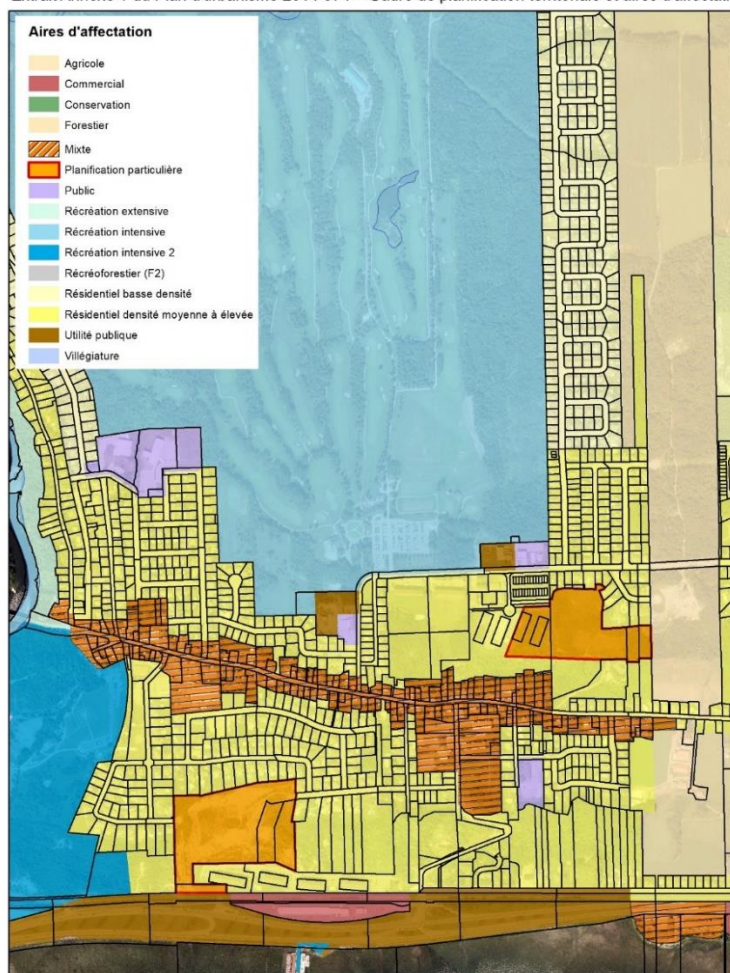 Aires d'affectation
Agricole
Commercial
Conservation
Forestier
Mixte
Planification particulière
Public
Récréation extensive
Récréation intensive
Récréation intensive 2
Récréoforestier (F2)
Résidentiel basse densité
Résidentiel densité moyenne à élevée
Utilité publique
Villégiature